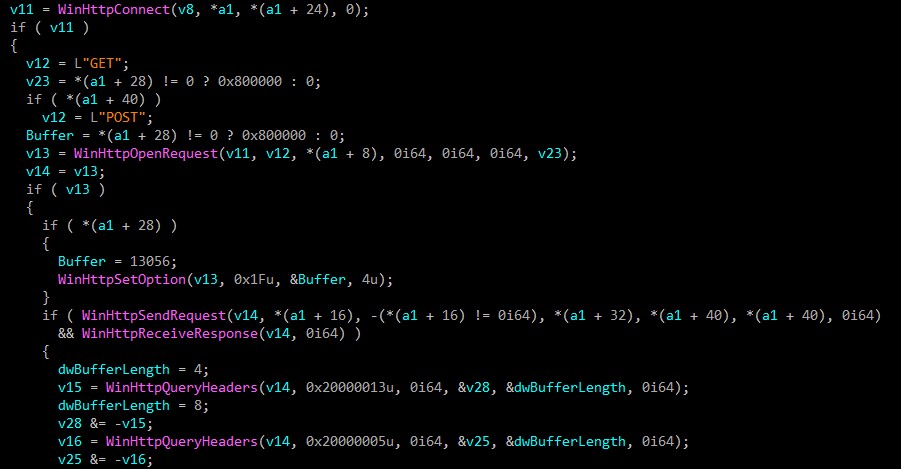 v11 = WinHttpConnect(v8, *a1, *(a1 + 24), 0);
if ( v11 )
{
  v12 = L"GET";
  v23 = *(a1 + 28) != 0 ? 0x800000 : 0;
  if ( *(a1 + 40) )
    v12 = L"POST";
  Buffer = *(a1 + 28) != 0 ? 0x800000 : 0;
  v13 = WinHttpOpenRequest(v11, v12, *(a1 + 8), 0i64, 0i64, 0i64, v23);
  v14 = v13;
  if ( v13 )
  {
    if ( *(a1 + 28) )
    {
      Buffer = 13056;
      WinHttpSetOption(v13, 0x1Fu, &Buffer, 4u);
    }
    if ( WinHttpSendRequest(v14, *(a1 + 16), -(*(a1 + 16) != 0i64), *(a1 + 32), *(a1 + 40), *(a1 + 40), 0i64)
      && WinHttpReceiveResponse(v14, 0i64) )
    {
      dwBufferLength = 4;
      v15 = WinHttpQueryHeaders(v14, 0x20000013u, 0i64, &v28, &dwBufferLength, 0i64);
      dwBufferLength = 8;
      v28 &= -v15;
      v16 = WinHttpQueryHeaders(v14, 0x20000005u, 0i64, &v25, &dwBufferLength, 0i64);
      v25 &= -v16;